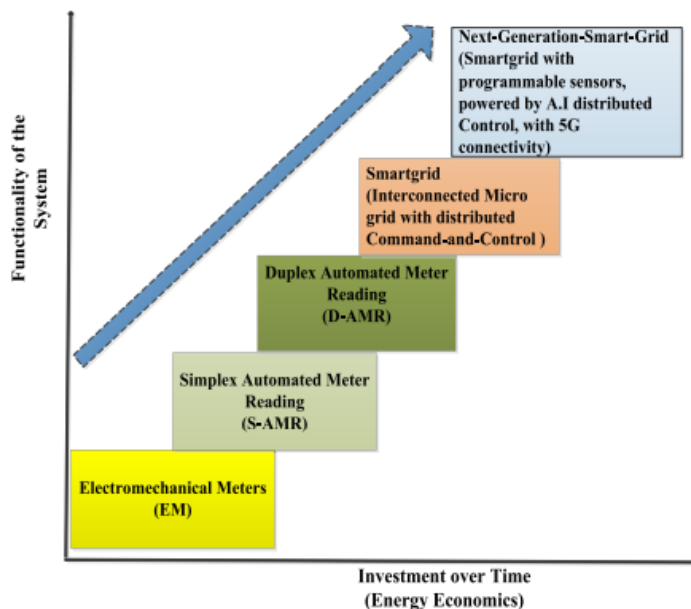 Next-Generation-Smart-Grid
(Smartgrid with
programmable sensors,
powered by A.I distributed
Control, with 5G
connectivity)
Smartgrid
(Interconnected Micro
grid with distributed
Command-and-Control )
Duplex Automated Meter
Reading
(D-AMR)
Simplex Automated Meter
Reading
(S-AMR)
Electromechanical Meters
(EM)
Functionality of the
System
Investment over Time
(Energy Economics)